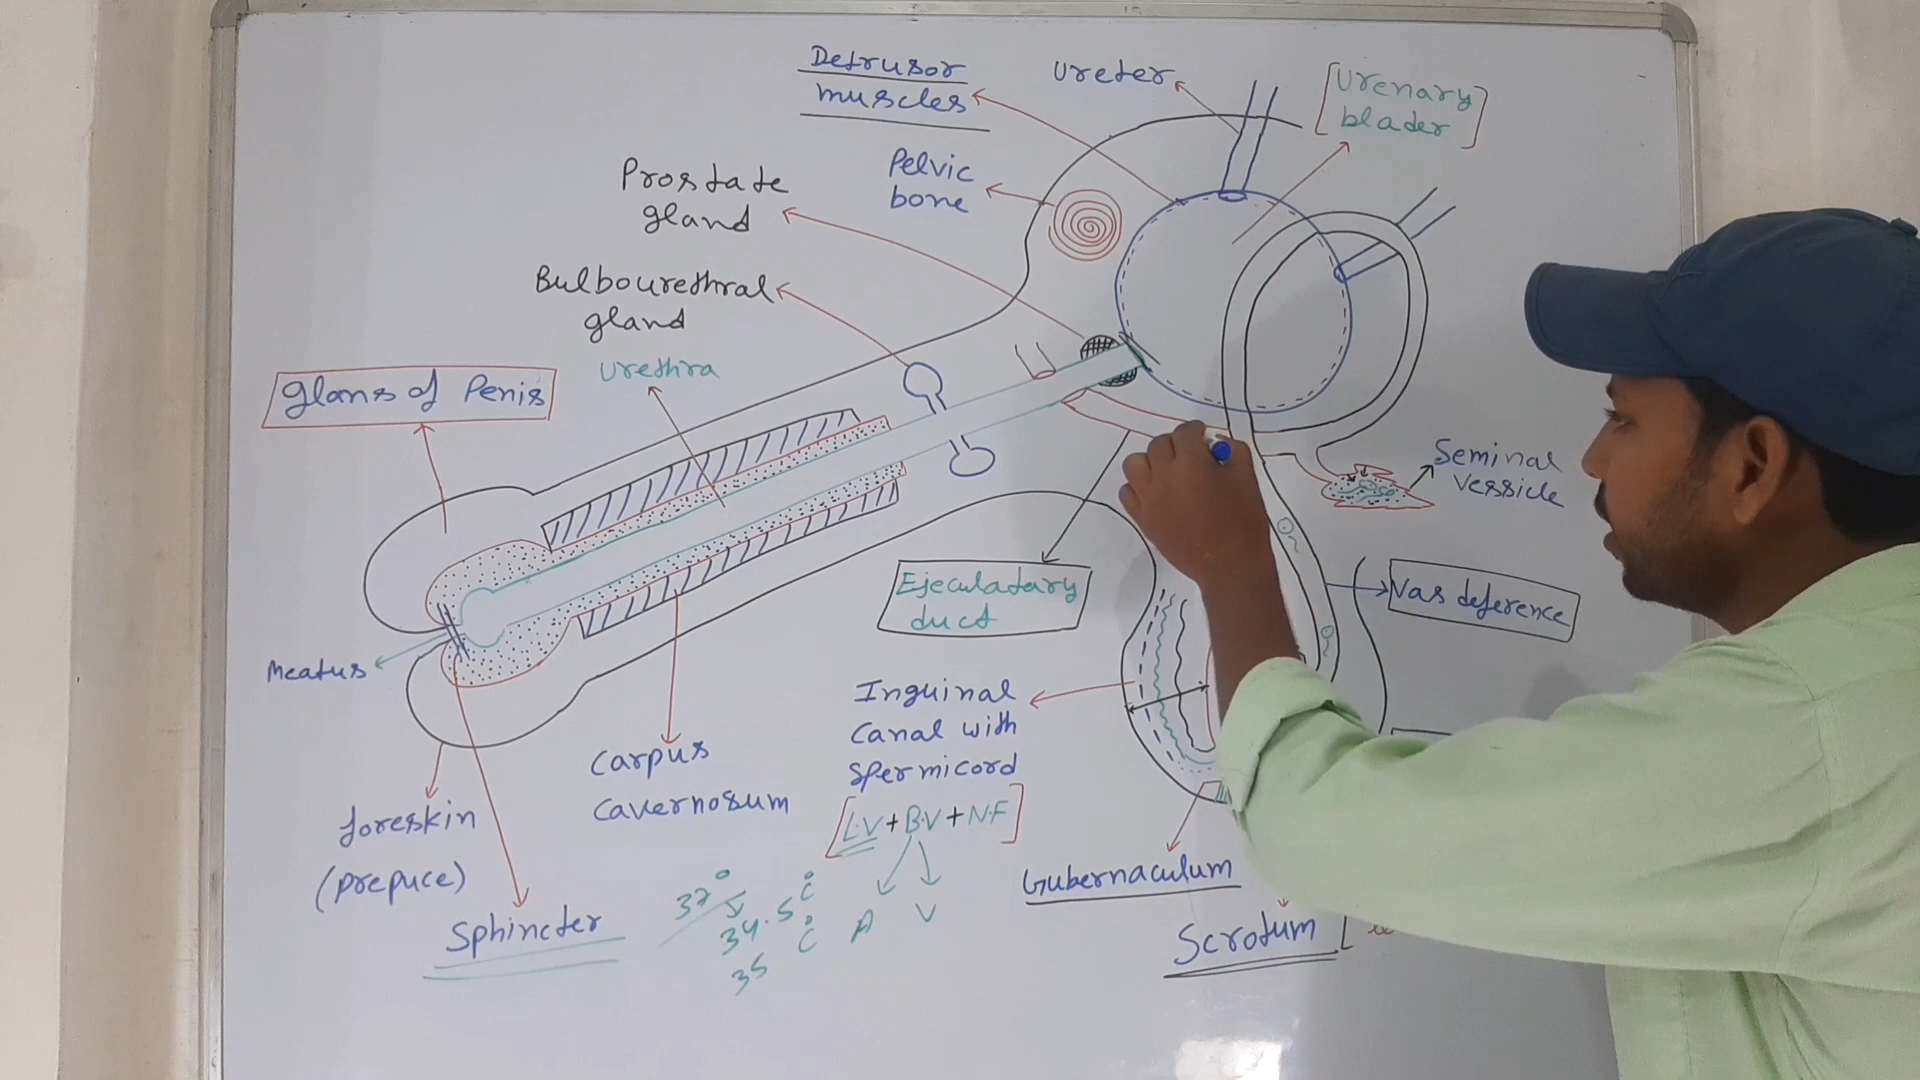 Detrusor
muscles
Ureter
[Urenary
blader]
Pelvic
bone
Prostate
gland
Bulbourethral
gland
Urethra
Glans of Penis
Seminal
vessicle
Ejeculatary
duct
Vas deference
Meatus
Inguinal
Canal with
Spermicord
[L.V + B.V + N.F]
A V
Carpus
Cavernosum
foreskin
(prepuce)
Sphincter
37°
34.5°C
35°C
Gubernaculum
Scrotum [